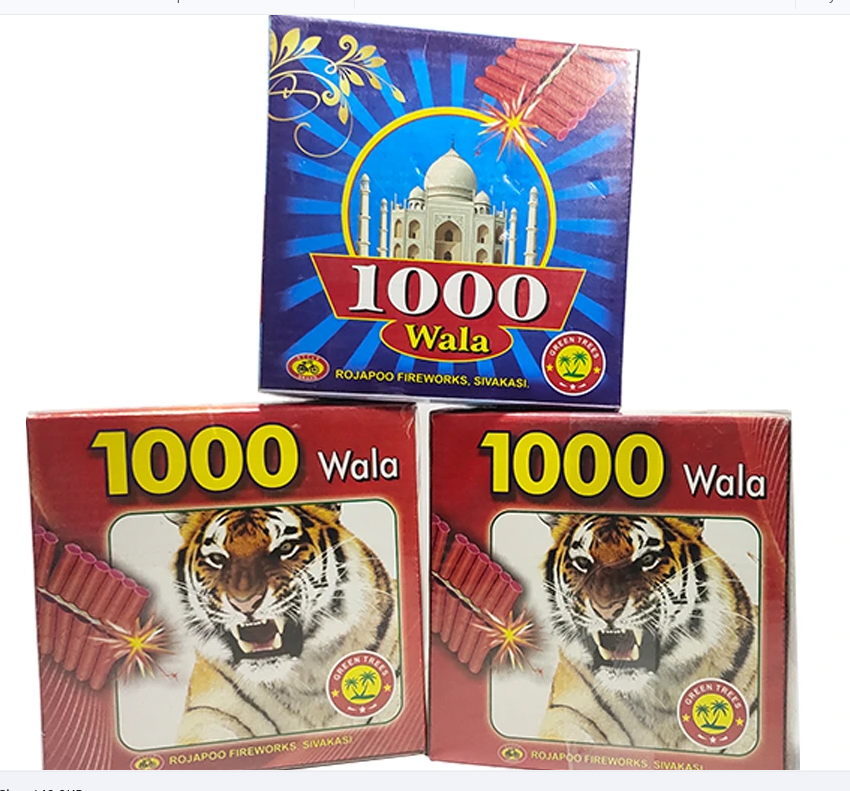 1000
Wala
GREEN TREES
ROJAPOO FIREWORKS, SIVAKASI.
1000 Wala
GREEN TREES
ROJAPOO FIREWORKS, SIVAKASI
1000 Wala
GREEN TREES
ROJAPOO FIREWORKS, SIVAKASI.